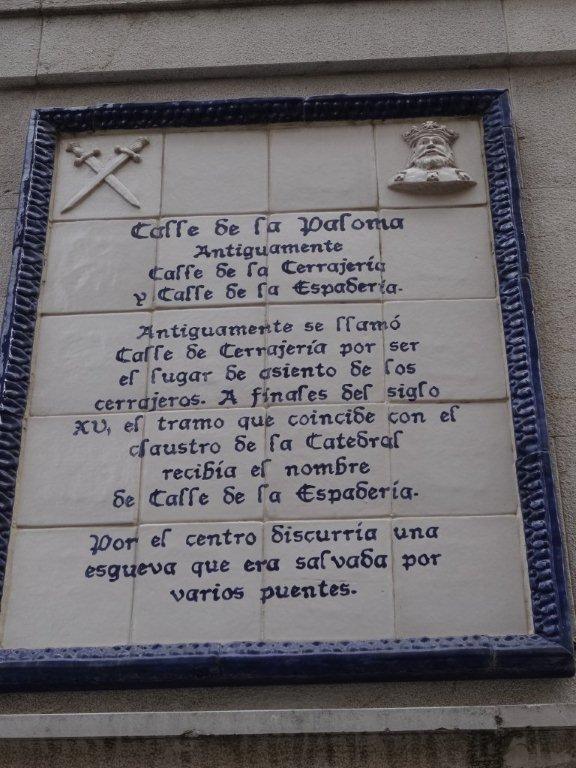 Calle de la Paloma
Antiguamente
Calle de la Cerrajería
y Calle de la Espadería.
Antiguamente se llamó
Calle de Cerrajería por ser
el lugar de asiento de los
cerrajeros. A finales del siglo
XV, el tramo que coincide con el
claustro de la Catedral
recibía el nombre
de Calle de la Espadería.
Por el centro discurría una
esgueva que era salvada por
varios puentes.